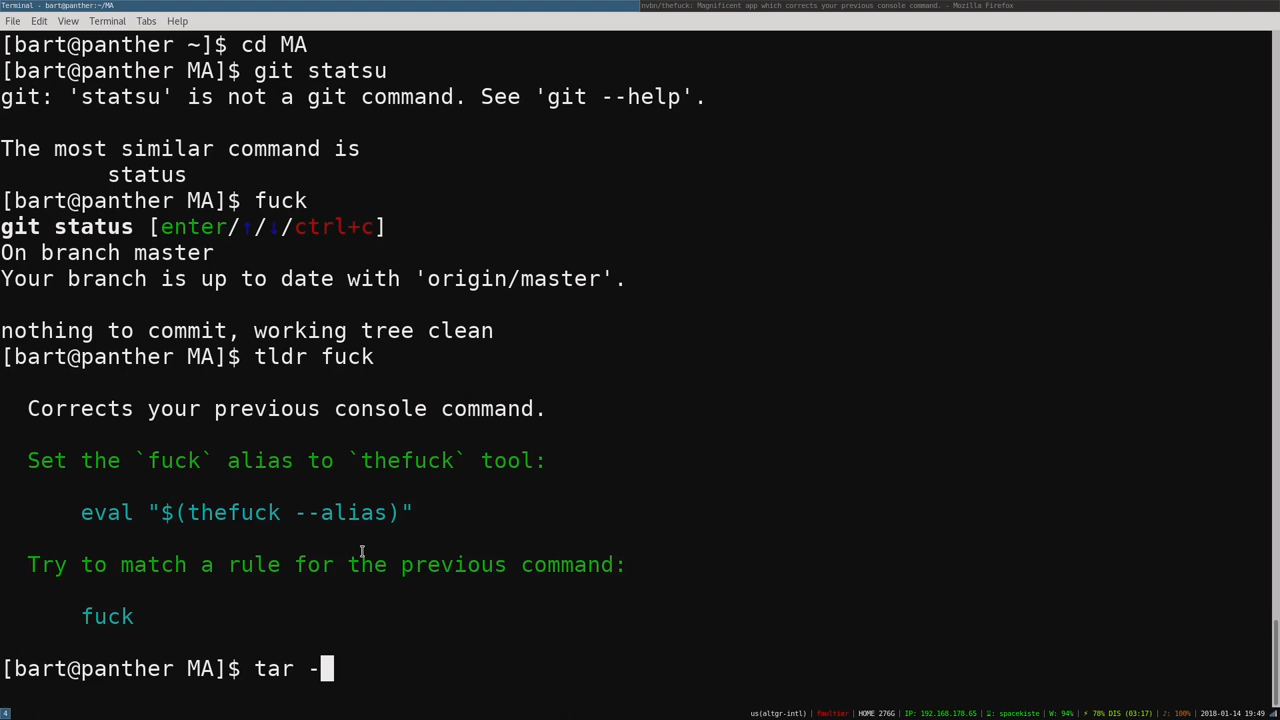 Terminal - bart@panther:~/MA
nvbn/thefuck: Magnificent app which corrects your previous console command. - Mozilla Firefox
File Edit View Terminal Tabs Help
[bart@panther ~]$ cd MA
[bart@panther MA]$ git statsu
git: 'statsu' is not a git command. See 'git --help'.
The most similar command is
status
[bart@panther MA]$ fuck
git status [enter/↑/↓/ctrl+c]
On branch master
Your branch is up to date with 'origin/master'.
nothing to commit, working tree clean
[bart@panther MA]$ tldr fuck
Corrects your previous console command.
Set the `fuck` alias to `thefuck` tool:
eval "$(thefuck --alias)"
Try to match a rule for the previous command:
fuck
[bart@panther MA]$ tar -
4 us(altgr-intl) | faultier | HOME 276G | IP: 192.168.178.65 | : spacekiste | W: 94% | ⚡ 78% DIS (03:17) | ♪: 100% | 2018-01-14 19:49